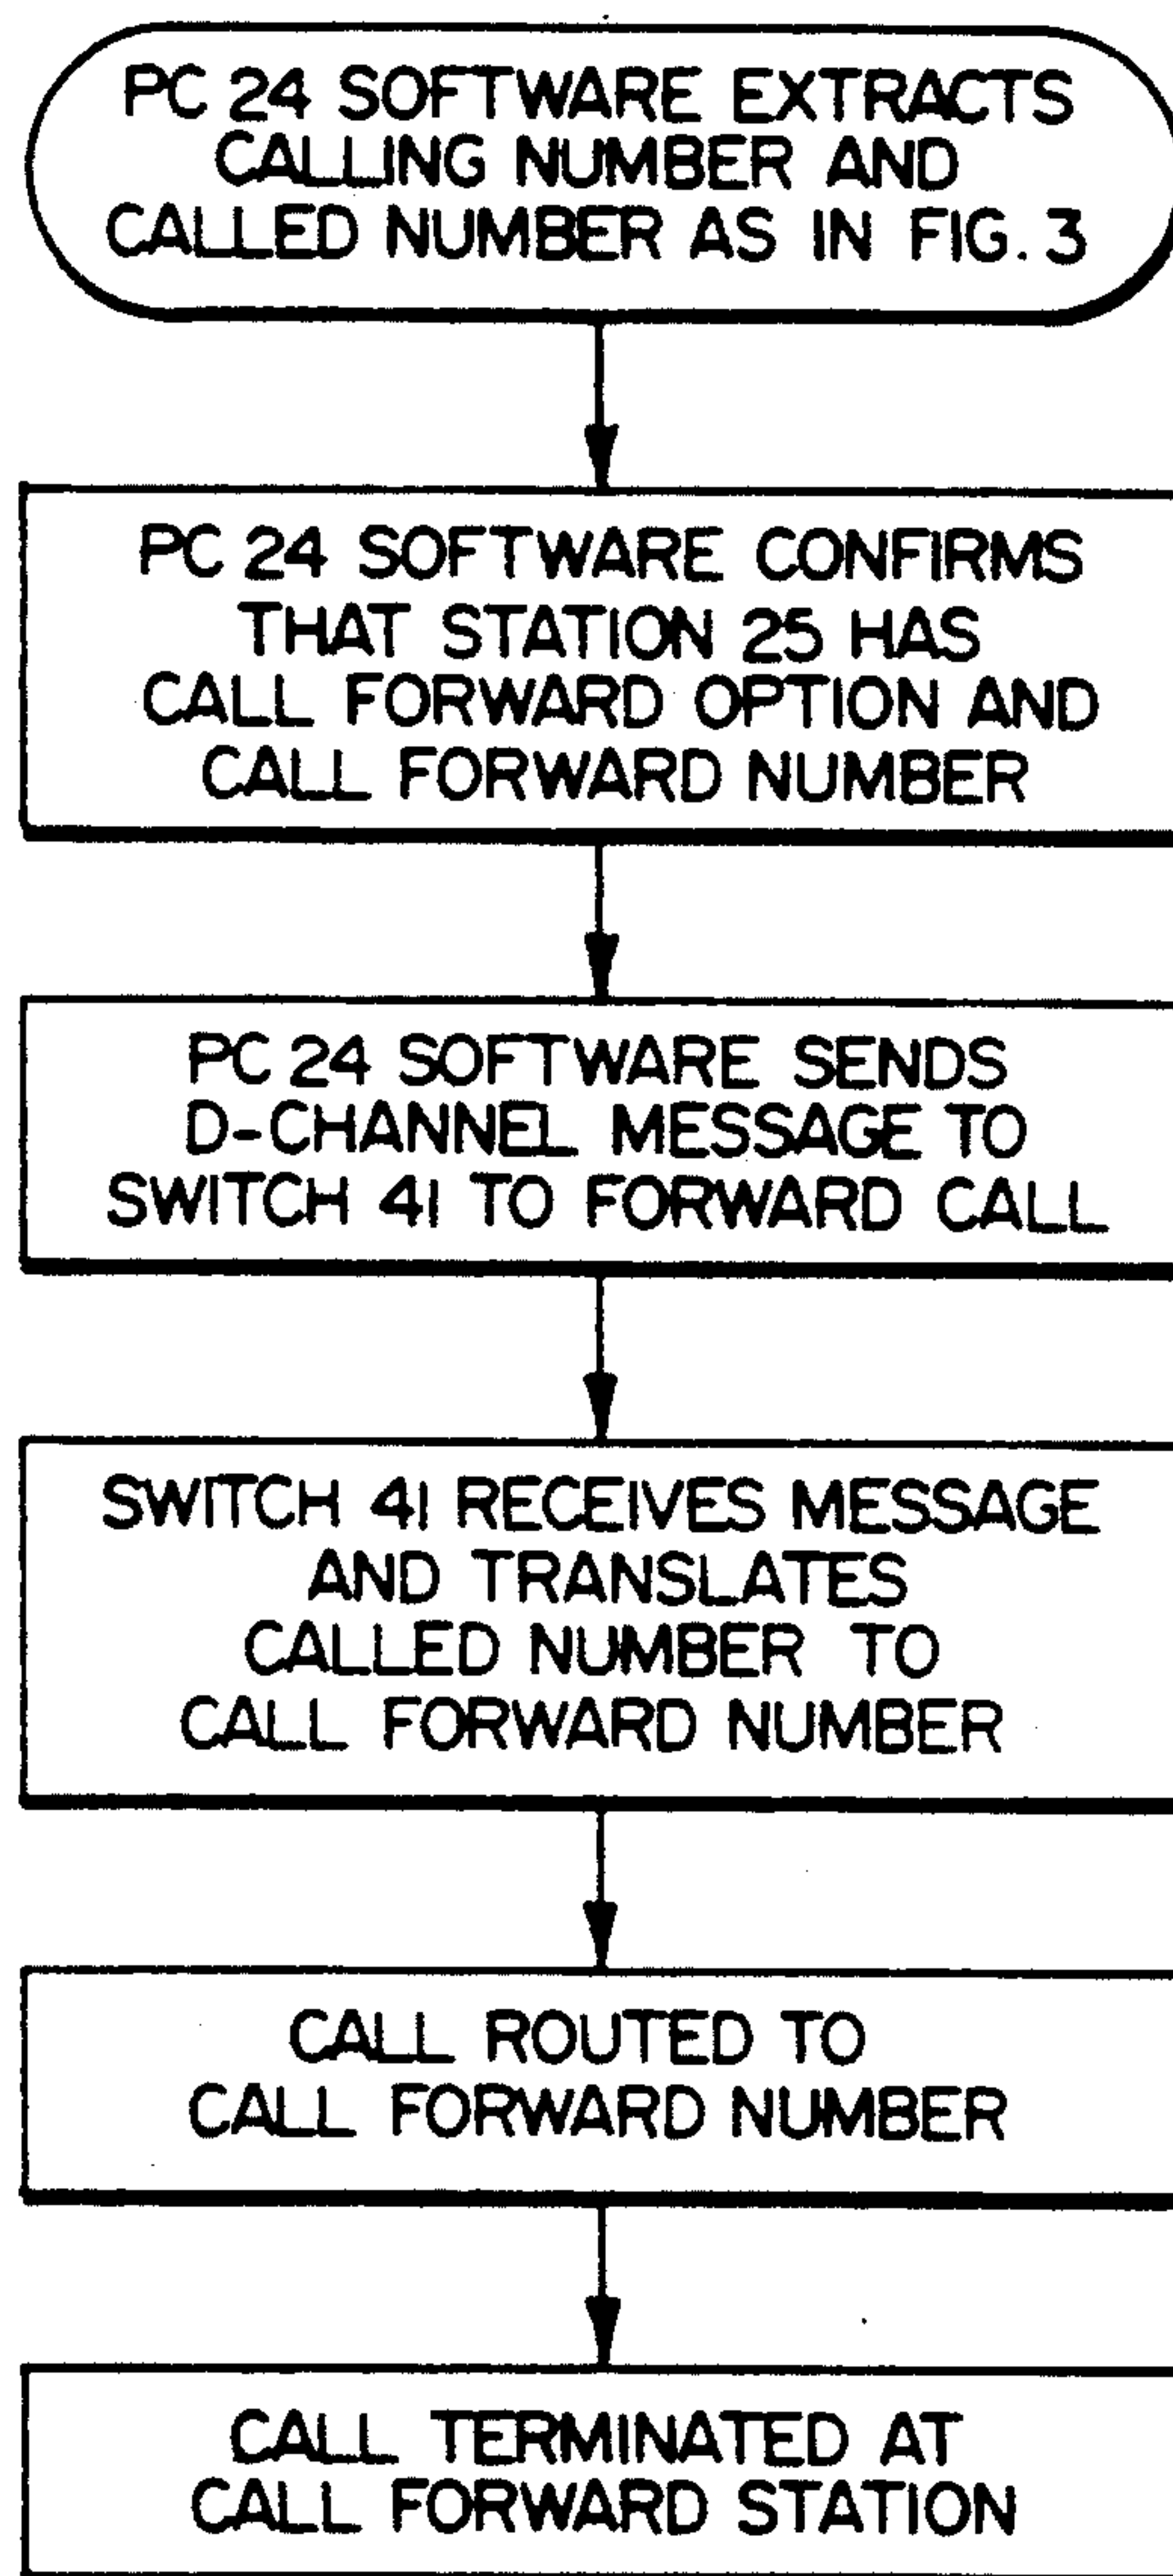 PC 24 SOFTWARE EXTRACTS
CALLING NUMBER AND
CALLED NUMBER AS IN FIG. 3
PC 24 SOFTWARE CONFIRMS
THAT STATION 25 HAS
CALL FORWARD OPTION AND
CALL FORWARD NUMBER
PC 24 SOFTWARE SENDS
D-CHANNEL MESSAGE TO
SWITCH 41 TO FORWARD CALL
SWITCH 41 RECEIVES MESSAGE
AND TRANSLATES
CALLED NUMBER TO
CALL FORWARD NUMBER
CALL ROUTED TO
CALL FORWARD NUMBER
CALL TERMINATED AT
CALL FORWARD STATION